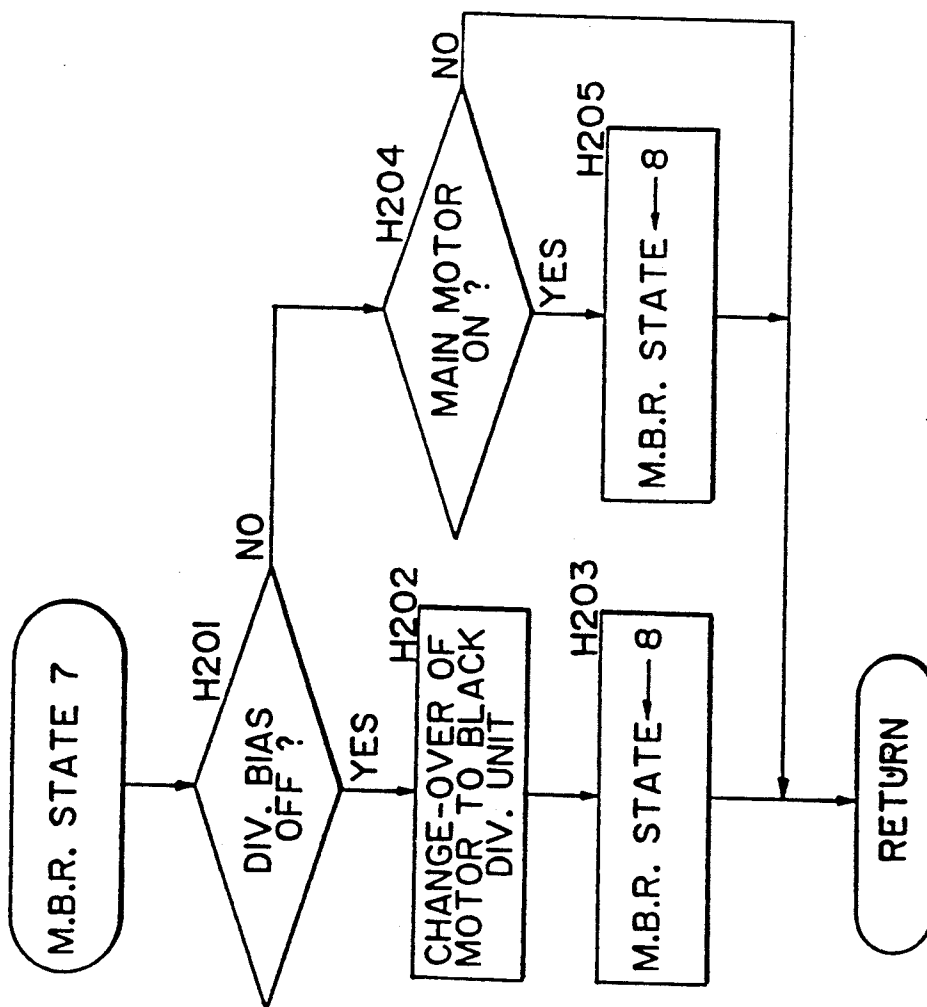 M.B.R. STATE 7
H201
DIV. BIAS
OFF ?
NO
YES
H202
CHANGE-OVER OF
MOTOR TO BLACK
DIV. UNIT
H203
M.B.R. STATE ← 8
H204
MAIN MOTOR
ON ?
NO
YES
H205
M.B.R. STATE ← 8
RETURN